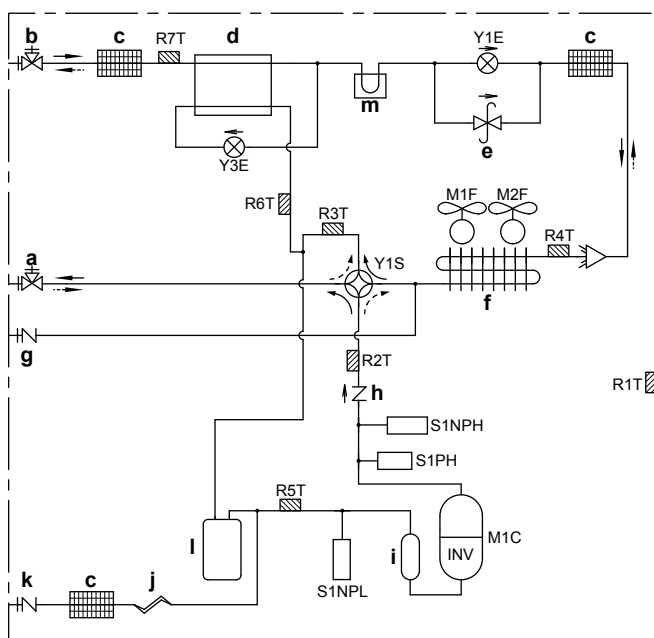 b
c
R7T
d
m
Y1E
c
e
Y3E
R6T
R3T
M1F
M2F
R4T
a
Y1S
f
g
R2T
R1T
h
S1NPH
S1PH
R5T
l
i
M1C
INV
S1NPL
k
c
j